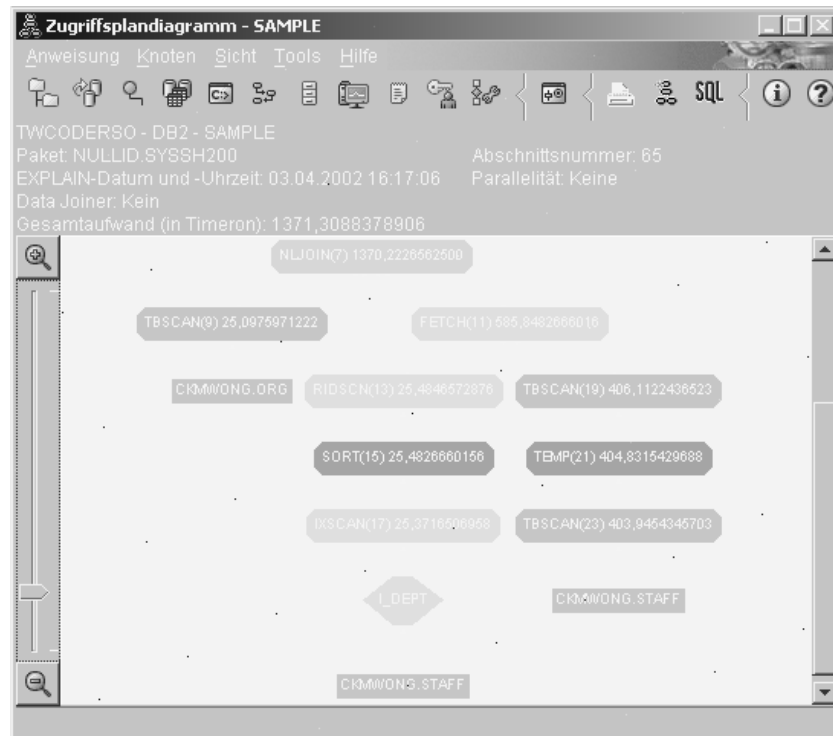 Zugriffsplandiagramm - SAMPLE
Anweisung Knoten Sicht Tools Hilfe
C:> SQL
TWCODERSO - DB2 - SAMPLE
Paket: NULLID.SYSSH200 Abschnittsnummer: 65
EXPLAIN-Datum und -Uhrzeit: 03.04.2002 16:17:06 Parallelität: Keine
Data Joiner: Kein
Gesamtaufwand (in Timeron): 1371,3088378906
NLJOIN(7) 1370,2226562500
TBSCAN(9) 25,0975971222 FETCH(11) 585,8482666016
CKMWONG.ORG RIDSCN(13) 25,4846572876 TBSCAN(19) 406,1122436523
SORT(15) 25,4826660156 TEMP(21) 404,8315429688
IXSCAN(17) 25,3716506958 TBSCAN(23) 403,9454345703
I_DEPT CKMWONG.STAFF
CKMWONG.STAFF